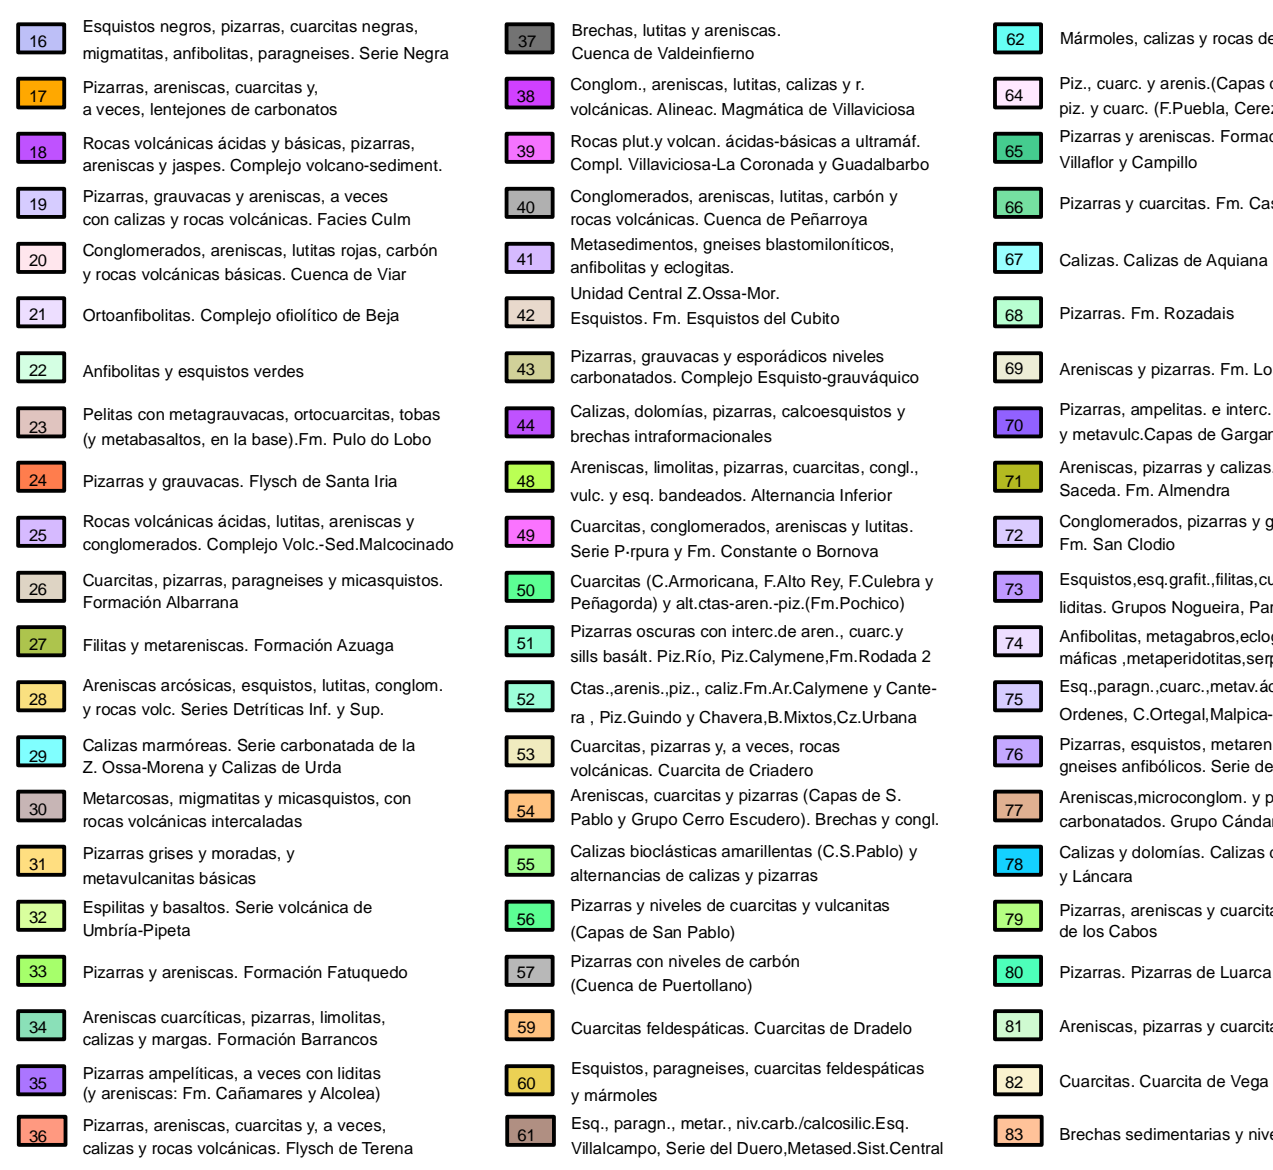 16 Esquistos negros, pizarras, cuarcitas negras,
migmatitas, anfibolitas, paragneises. Serie Negra
17 Pizarras, areniscas, cuarcitas y,
a veces, lentejones de carbonatos
18 Rocas volcánicas ácidas y básicas, pizarras,
areniscas y jaspes. Complejo volcano-sediment.
19 Pizarras, grauvacas y areniscas, a veces
con calizas y rocas volcánicas. Facies Culm
20 Conglomerados, areniscas, lutitas rojas, carbón
y rocas volcánicas básicas. Cuenca de Viar
21 Ortoanfibolitas. Complejo ofiolítico de Beja
22 Anfibolitas y esquistos verdes
23 Pelitas con metagrauvacas, ortocuarcitas, tobas
(y metabasaltos, en la base).Fm. Pulo do Lobo
24 Pizarras y grauvacas. Flysch de Santa Iria
25 Rocas volcánicas ácidas, lutitas, areniscas y
conglomerados. Complejo Volc.-Sed.Malcocinado
26 Cuarcitas, pizarras, paragneises y micasquistos.
Formación Albarrana
27 Filitas y metareniscas. Formación Azuaga
28 Areniscas arcósicas, esquistos, lutitas, conglom.
y rocas volc. Series Detríticas Inf. y Sup.
29 Calizas marmóreas. Serie carbonatada de la
Z. Ossa-Morena y Calizas de Urda
30 Metarcosas, migmatitas y micasquistos, con
rocas volcánicas intercaladas
31 Pizarras grises y moradas, y
metavulcanitas básicas
32 Espilitas y basaltos. Serie volcánica de
Umbría-Pipeta
33 Pizarras y areniscas. Formación Fatuquedo
34 Areniscas cuarcíticas, pizarras, limolitas,
calizas y margas. Formación Barrancos
35 Pizarras ampelíticas, a veces con liditas
(y areniscas: Fm. Cañamares y Alcolea)
36 Pizarras, areniscas, cuarcitas y, a veces,
calizas y rocas volcánicas. Flysch de Terena
37 Brechas, lutitas y areniscas.
Cuenca de Valdeinfierno
38 Conglom., areniscas, lutitas, calizas y r.
volcánicas. Alineac. Magmática de Villaviciosa
39 Rocas plut.y volcan. ácidas-básicas a ultramáf.
Compl. Villaviciosa-La Coronada y Guadalbarbo
40 Conglomerados, areniscas, lutitas, carbón y
rocas volcánicas. Cuenca de Peñarroya
41 Metasedimentos, gneises blastomiloníticos,
anfibolitas y eclogitas.
Unidad Central Z.Ossa-Mor.
42 Esquistos. Fm. Esquistos del Cubito
43 Pizarras, grauvacas y esporádicos niveles
carbonatados. Complejo Esquisto-grauváquico
44 Calizas, dolomías, pizarras, calcoesquistos y
brechas intraformacionales
48 Areniscas, limolitas, pizarras, cuarcitas, congl.,
vulc. y esq. bandeados. Alternancia Inferior
49 Cuarcitas, conglomerados, areniscas y lutitas.
Serie P·rpura y Fm. Constante o Bornova
50 Cuarcitas (C.Armoricana, F.Alto Rey, F.Culebra y
Peñagorda) y alt.ctas-aren.-piz.(Fm.Pochico)
51 Pizarras oscuras con interc.de aren., cuarc.y
sills basált. Piz.Río, Piz.Calymene,Fm.Rodada 2
52 Ctas.,arenis.,piz., caliz.Fm.Ar.Calymene y Cante-
ra , Piz.Guindo y Chavera,B.Mixtos,Cz.Urbana
53 Cuarcitas, pizarras y, a veces, rocas
volcánicas. Cuarcita de Criadero
54 Areniscas, cuarcitas y pizarras (Capas de S.
Pablo y Grupo Cerro Escudero). Brechas y congl.
55 Calizas bioclásticas amarillentas (C.S.Pablo) y
alternancias de calizas y pizarras
56 Pizarras y niveles de cuarcitas y vulcanitas
(Capas de San Pablo)
57 Pizarras con niveles de carbón
(Cuenca de Puertollano)
59 Cuarcitas feldespáticas. Cuarcitas de Dradelo
60 Esquistos, paragneises, cuarcitas feldespáticas
y mármoles
61 Esq., paragn., metar., niv.carb./calcosilic.Esq.
Villalcampo, Serie del Duero,Metased.Sist.Central
62 Mármoles, calizas y rocas de
64 Piz., cuarc. y arenis.(Capas
piz. y cuarc. (F.Puebla,
65 Pizarras y areniscas.
Villaflor y Campillo
66 Pizarras y cuarcitas. Fm.
67 Calizas. Calizas de Aquiana
68 Pizarras. Fm. Rozadais
69 Areniscas y pizarras. Fm.
70 Pizarras, ampelitas. e interc.
y metavulc.Capas de
71 Areniscas, pizarras y calizas.
Saceda. Fm. Almendra
72 Conglomerados, pizarras y
Fm. San Clodio
73 Esquistos,esq.grafit.,filitas,
liditas. Grupos Nogueira,
74 Anfibolitas, metagabros,
máficas ,metaperidotitas,
75 Esq.,paragn.,cuarc.,metav.
Ordenes, C.Ortegal,Malpica-
76 Pizarras, esquistos,
gneises anfibólicos. Serie de
77 Areniscas,microconglom. y
carbonatados. Grupo
78 Calizas y dolomías. Calizas
y Láncara
79 Pizarras, areniscas y
de los Cabos
80 Pizarras. Pizarras de Luarca
81 Areniscas, pizarras y
82 Cuarcitas. Cuarcita de Vega
83 Brechas sedimentarias y